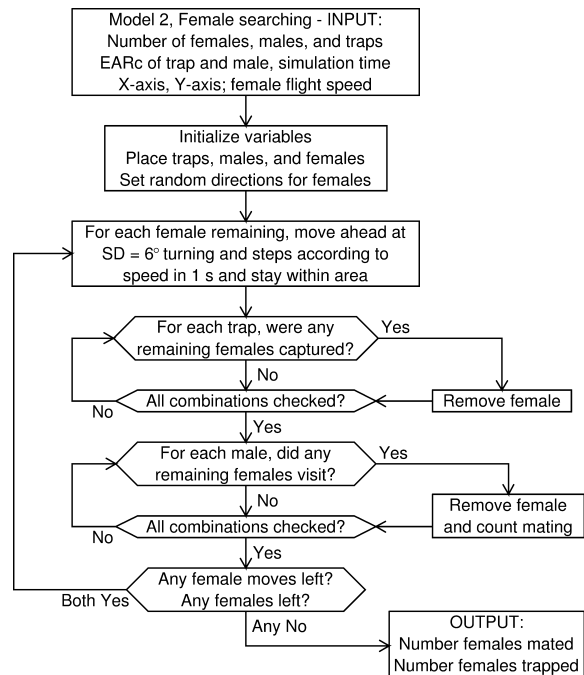 Model 2, Female searching - INPUT:
Number of females, males, and traps
EARc of trap and male, simulation time
X-axis, Y-axis; female flight speed
Initialize variables
Place traps, males, and females
Set random directions for females
For each female remaining, move ahead at
SD = 6° turning and steps according to
speed in 1 s and stay within area
For each trap, were any
remaining females captured?
Yes
No
All combinations checked?
No
Remove female
Yes
For each male, did any
remaining females visit?
Yes
No
All combinations checked?
No
Remove female
and count mating
Yes
Any female moves left?
Any females left?
Both Yes
Any No
OUTPUT:
Number females mated
Number females trapped